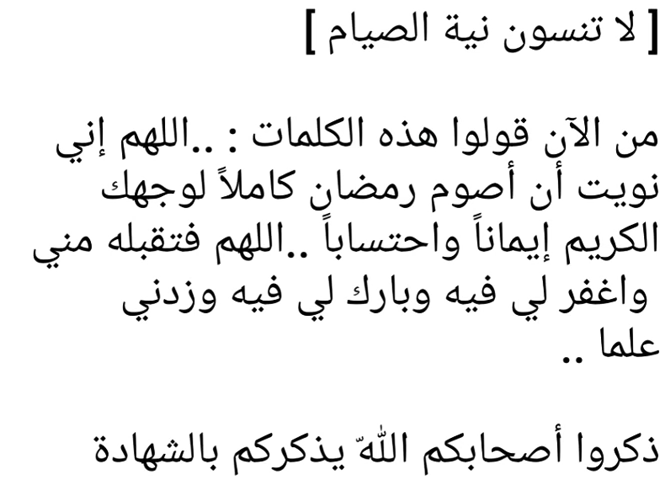 [ لا تنسون نية الصيام ]
من الآن قولوا هذه الكلمات : ..اللهم إني
نويت أن أصوم رمضان كاملاً لوجهك
الكريم إيماناً واحتساباً ..اللهم فتقبله مني
واغفر لي فيه وبارك لي فيه وزدني
علما ..
ذكروا أصحابكم اللّه يذكركم بالشهادة